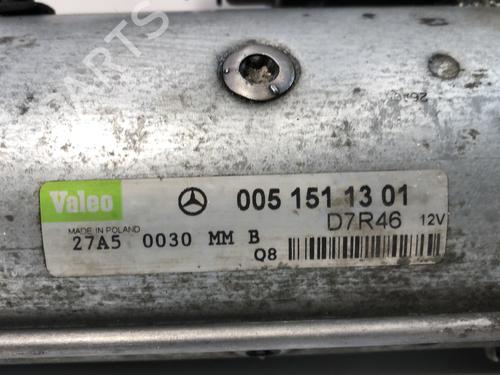 Valeo 005 151 13 01
MADE IN POLAND D7R46 12V
27A5 0030 MM B
Q8